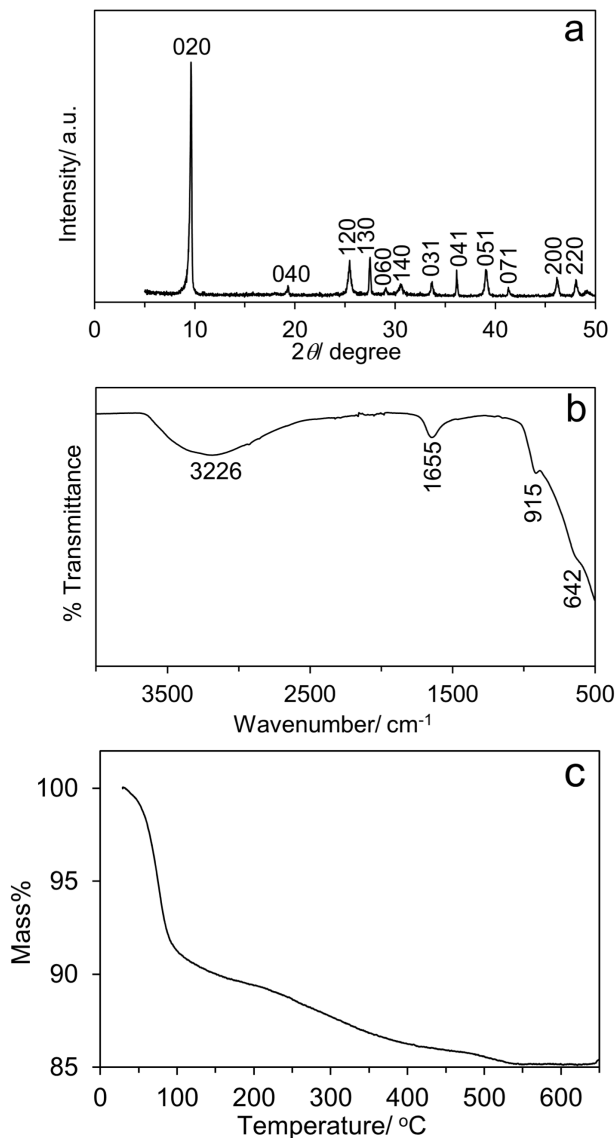 a
Intensity/ a.u.
020
040
120
130
060
140
031
041
051
071
200
220
0 10 20 30 40 50
2θ/ degree
b
% Transmittance
3226
1655
915
642
3500 2500 1500 500
Wavenumber/ cm-1
c
Mass%
100
95
90
85
0 100 200 300 400 500 600
Temperature/ oC